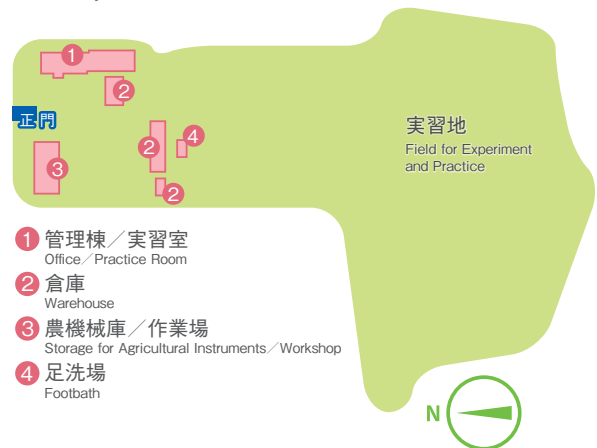 1
2
正門
3
2
4
2
実習地
Field for Experiment
and Practice
1 管理棟／実習室
Office／Practice Room
2 倉庫
Warehouse
3 農機械庫／作業場
Storage for Agricultural Instruments／Workshop
4 足洗場
Footbath
N